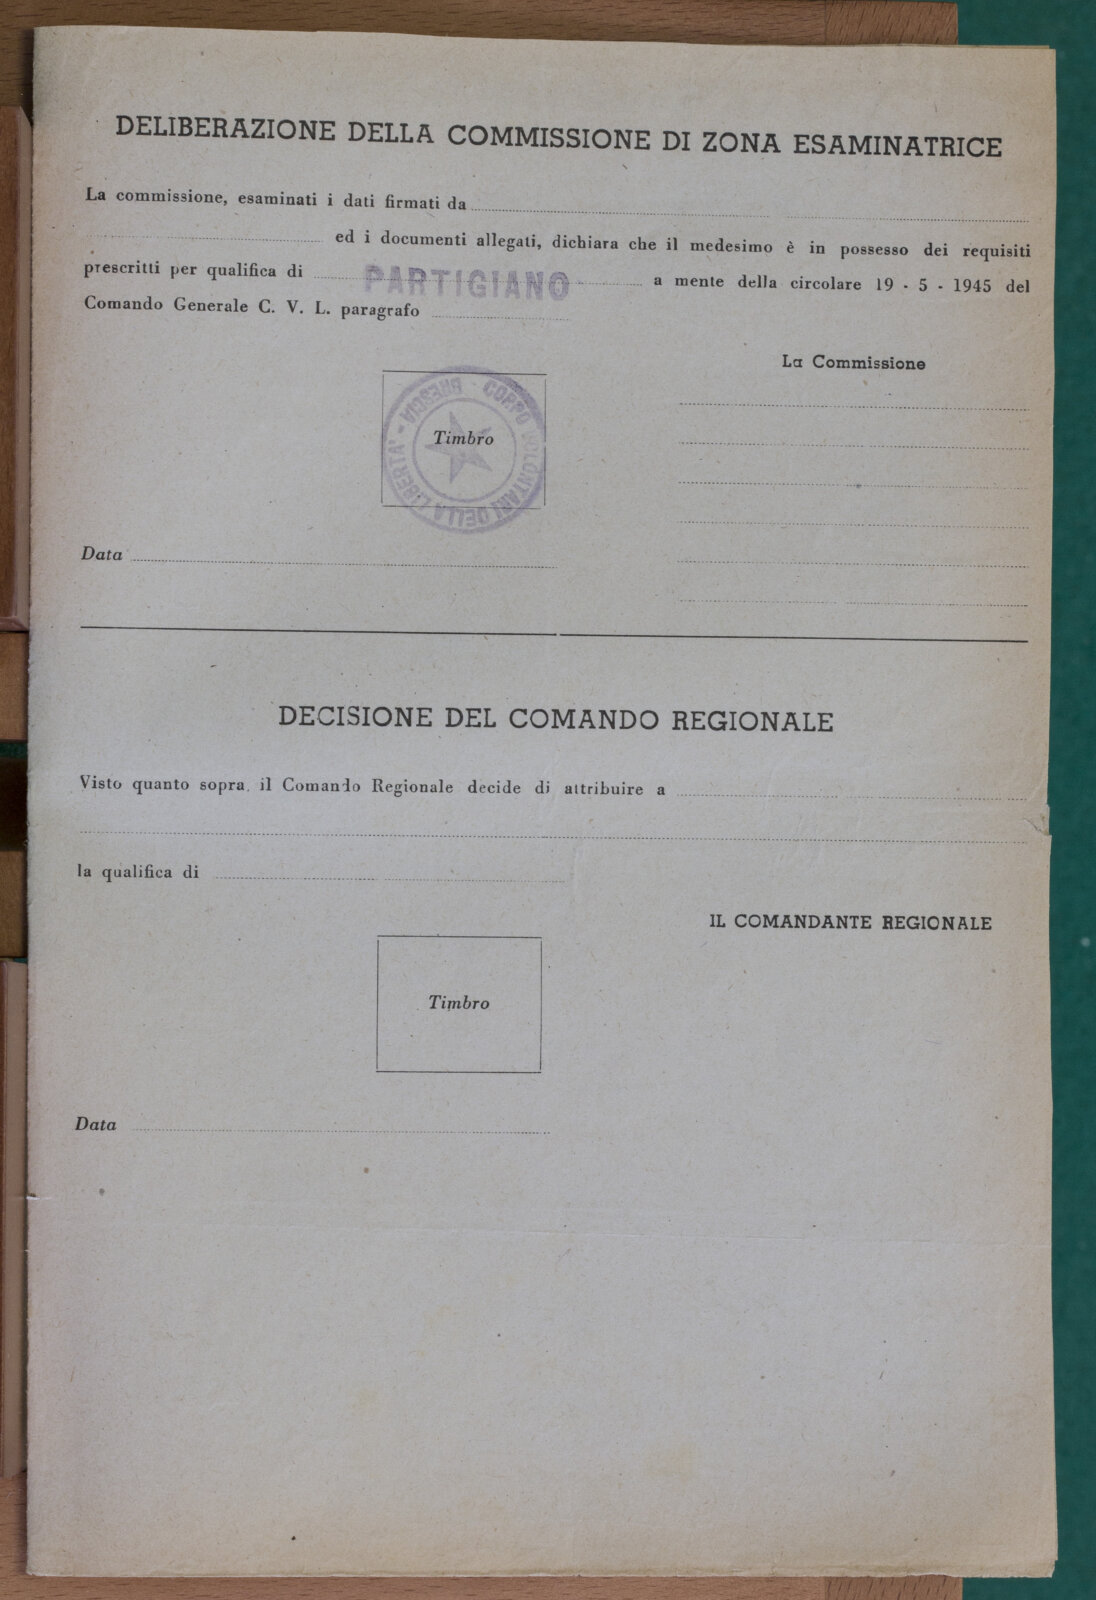 DELIBERAZIONE DELLA COMMISSIONE DI ZONA ESAMINATRICE
La commissione, esaminati i dati firmati da
ed i documenti allegati, dichiara che il medesimo è in possesso dei requisiti
prescritti per qualifica di PARTIGIANO a mente della circolare 19 - 5 - 1945 del
Comando Generale C. V. L. paragrafo
La Commissione
CORPO VOLONTARI DELLA LIBERTA' - BRESCIA -
Timbro
Data
DECISIONE DEL COMANDO REGIONALE
Visto quanto sopra, il Comando Regionale decide di attribuire a
la qualifica di
IL COMANDANTE REGIONALE
Timbro
Data